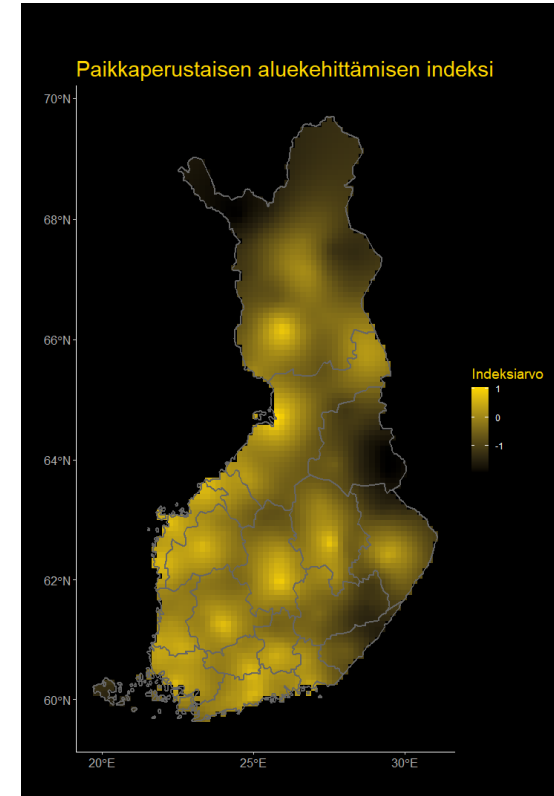 Paikkaperustaisen aluekehittämisen indeksi
70°N
68°N
66°N
64°N
62°N
60°N
20°E
25°E
30°E
Indeksiarvo
1
0
-1